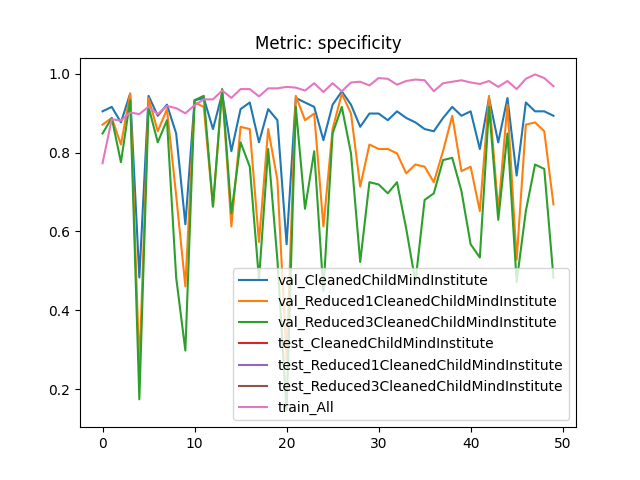 Metric: specificity
1.0
0.8
0.6
0.4
0.2
0
10
20
30
40
50
val_CleanedChildMindInstitute
val_Reduced1CleanedChildMindInstitute
val_Reduced3CleanedChildMindInstitute
test_CleanedChildMindInstitute
test_Reduced1CleanedChildMindInstitute
test_Reduced3CleanedChildMindInstitute
train_All